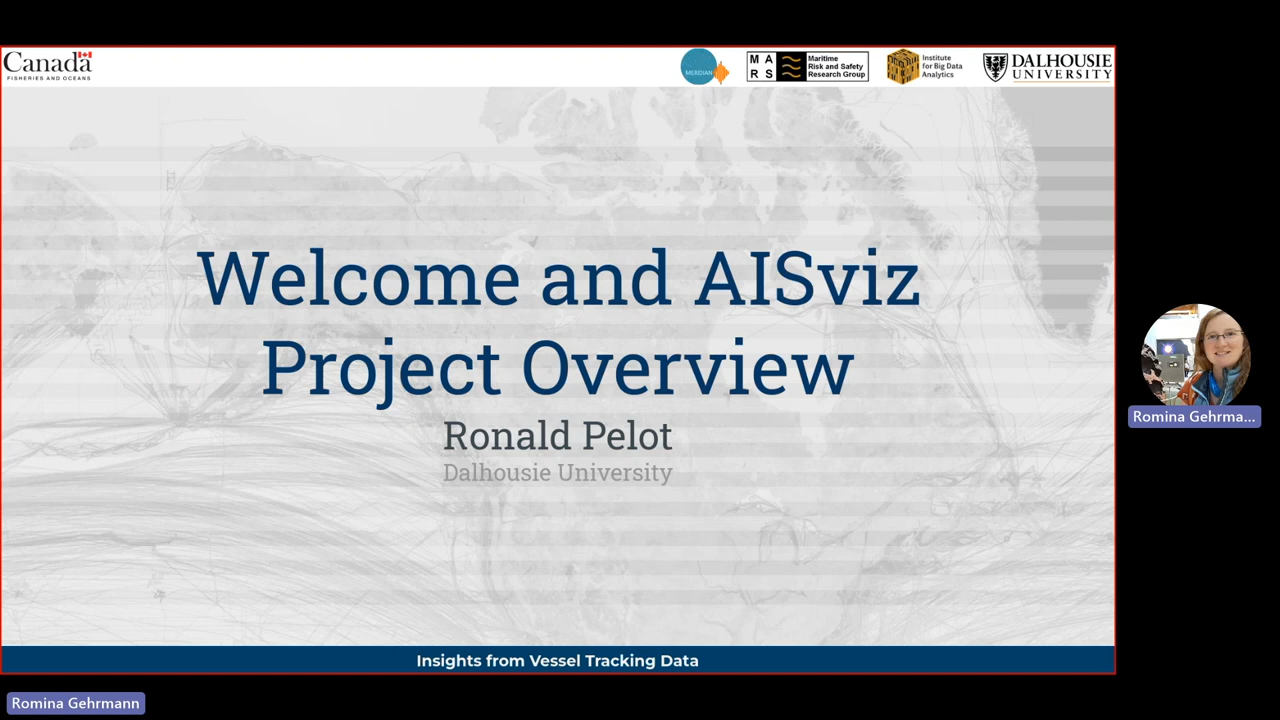 Canada
FISHERIES AND OCEANS
MERIDIAN
M A
R S
Maritime
Risk and Safety
Research Group
Institute
for Big Data
Analytics
DALHOUSIE
UNIVERSITY
Welcome and AISviz
Project Overview
Ronald Pelot
Dalhousie University
Romina Gehrma...
Insights from Vessel Tracking Data
Romina Gehrmann